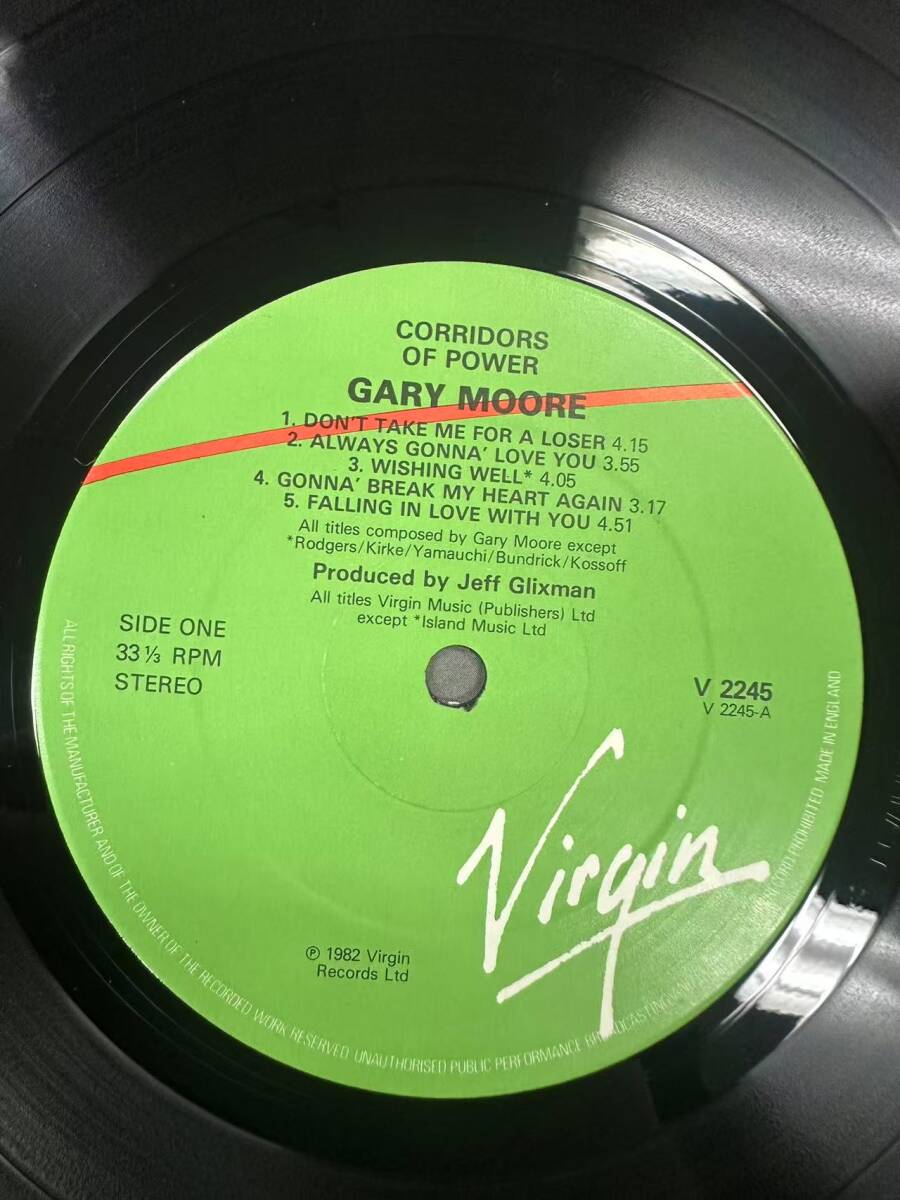 CORRIDORS
OF POWER
GARY MOORE
1. DON'T TAKE ME FOR A LOSER 4.15
2. ALWAYS GONNA' LOVE YOU 3.55
3. WISHING WELL* 4.05
4. GONNA' BREAK MY HEART AGAIN 3.17
5. FALLING IN LOVE WITH YOU 4.51
All titles composed by Gary Moore except
*Rodgers/Kirke/Yamauchi/Bundrick/Kossoff
Produced by Jeff Glixman
All titles Virgin Music (Publishers) Ltd
except *Island Music Ltd
SIDE ONE
33 ⅓ RPM
STEREO
V 2245
V 2245-A
Virgin
℗ 1982 Virgin
Records Ltd
ALL RIGHTS OF THE MANUFACTURER AND OF THE OWNER OF THE RECORDED WORK RESERVED UNAUTHORISED PUBLIC PERFORMANCE BROADCASTING RECORD PROHIBITED MADE IN ENGLAND